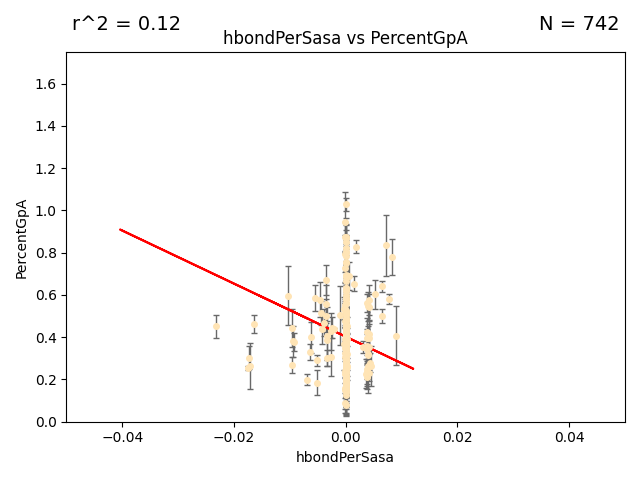 r^2 = 0.12
N = 742
hbondPerSasa vs PercentGpA
1.6
1.4
1.2
1.0
0.8
0.6
0.4
0.2
0.0
PercentGpA
−0.04 −0.02 0.00 0.02 0.04
hbondPerSasa